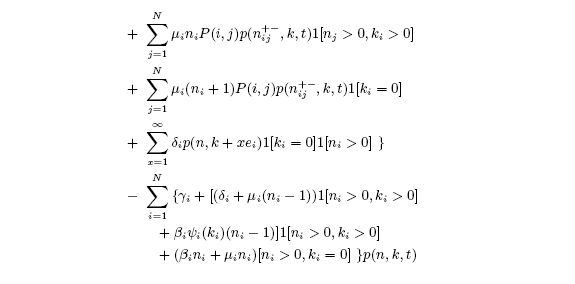 + \sum_{j=1}^{N} \mu_i n_i P(i, j) p(n_{ij}^{+-}, k, t) 1[n_j > 0, k_i > 0]
+ \sum_{j=1}^{N} \mu_i (n_i + 1) P(i, j) p(n_{ij}^{+-}, k, t) 1[k_i = 0]
+ \sum_{x=1}^{\infty} \delta_i p(n, k + x e_i) 1[k_i = 0] 1[n_i > 0] }
− \sum_{i=1}^{N} {\gamma_i + [(\delta_i + \mu_i (n_i − 1)) 1[n_i > 0, k_i > 0]
+ \beta_i \psi_i (k_i)(n_i − 1)] 1[n_i > 0, k_i > 0]
+ (\beta_i n_i + \mu_i n_i)[n_i > 0, k_i = 0] } p(n, k, t)